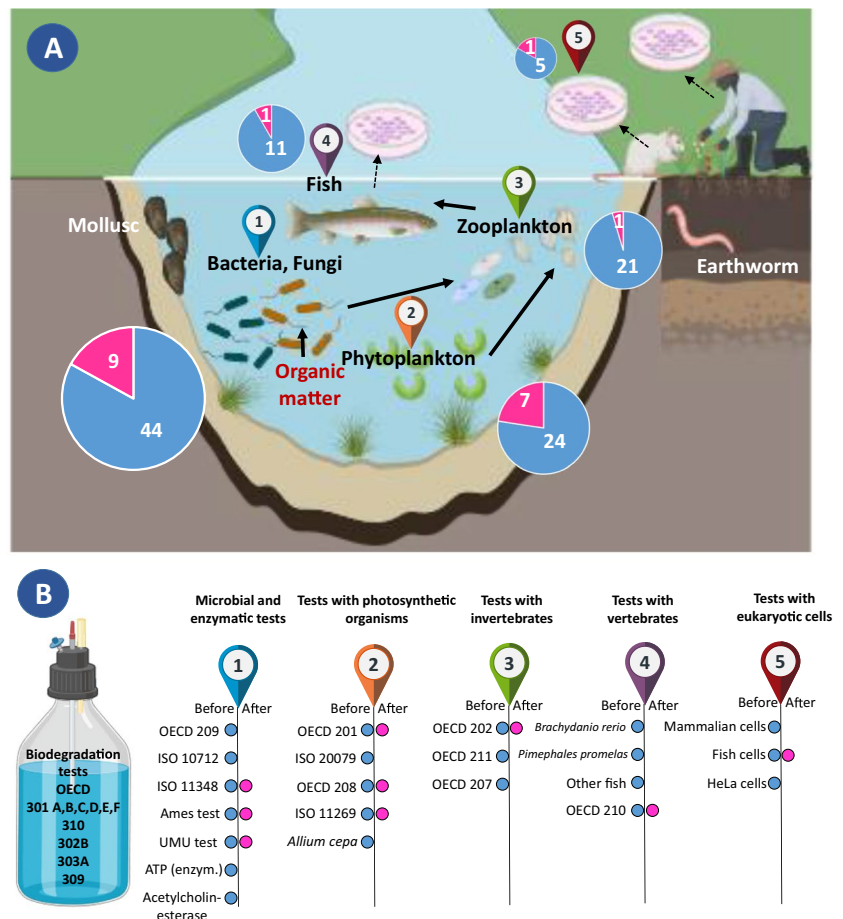 A
1
5
5
1
11
4
Fish
3
Mollusc
1
Zooplankton
1
21
Bacteria, Fungi
Earthworm
2
Phytoplankton
Organic
matter
9
44
7
24
B
Biodegradation
tests
OECD
301 A,B,C,D,E,F
310
302B
303A
309
Microbial and
enzymatic tests
1
Before After
OECD 209
ISO 10712
ISO 11348
Ames test
UMU test
ATP (enzym.)
Acetylcholin-
esterase
Tests with photosynthetic
organisms
2
Before After
OECD 201
ISO 20079
OECD 208
ISO 11269
Allium cepa
Tests with
invertebrates
3
Before After
OECD 202
OECD 211
OECD 207
Tests with
vertebrates
4
Before After
Brachydanio rerio
Pimephales promelas
Other fish
OECD 210
Tests with
eukaryotic cells
5
Before After
Mammalian cells
Fish cells
HeLa cells